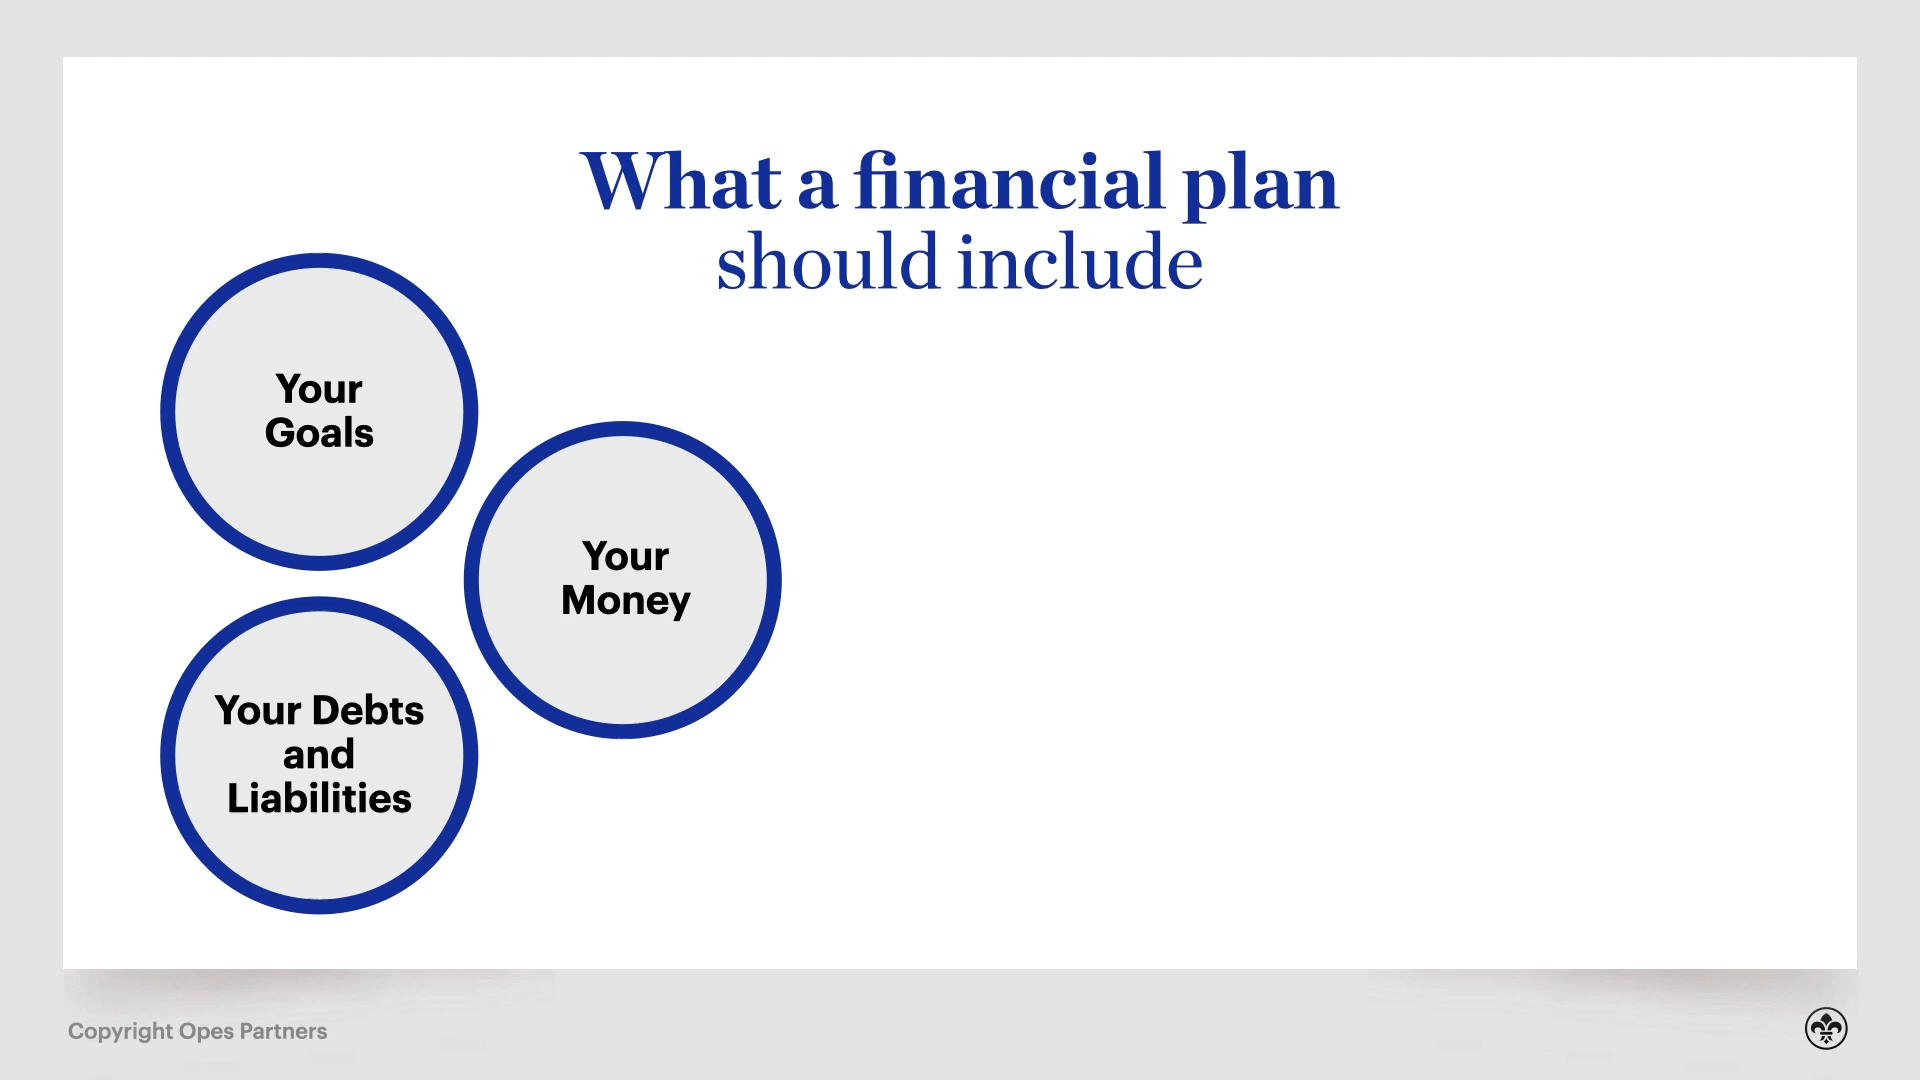 What a financial plan
should include
Your
Goals
Your
Money
Your Debts
and
Liabilities
Copyright Opes Partners